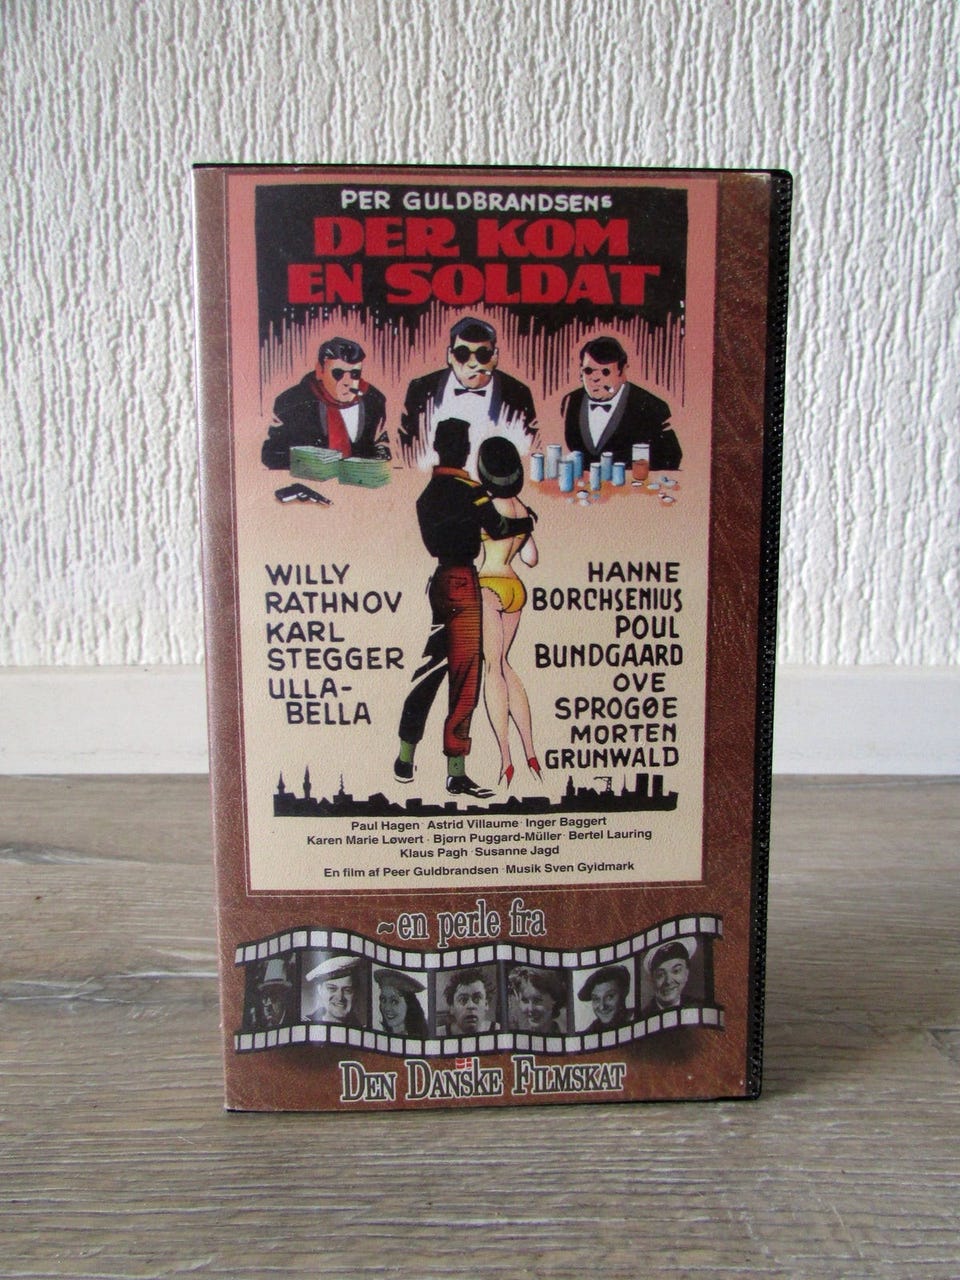 PER GULDBRANDSENS
DER KOM
EN SOLDAT
WILLY
RATHNOV
KARL
STEGGER
ULLA-
BELLA
HANNE
BORCHSENIUS
POUL
BUNDGAARD
OVE
SPROGØE
MORTEN
GRUNWALD
Paul Hagen · Astrid Villaume · Inger Baggert
Karen Marie Løwert · Bjørn Puggard-Müller · Bertel Lauring
Klaus Pagh · Susanne Jagd
En film af Peer Guldbrandsen · Musik Sven Gyldmark
~en perle fra
DEN DANSKE FILMSKAT